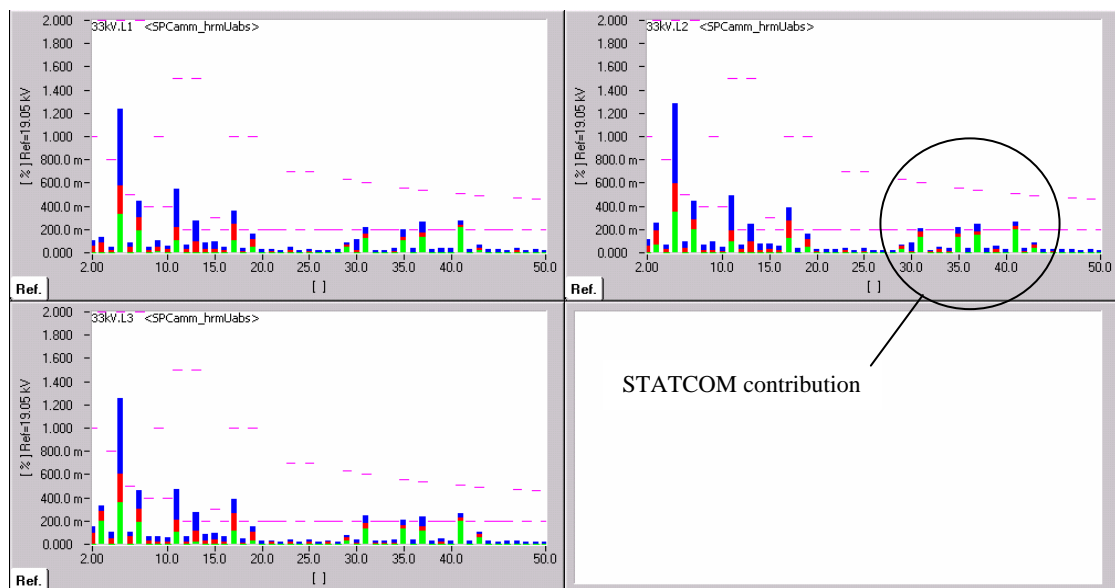 33kV.L1 <SPCamm_hrmUabs>
[ % ] Ref=19.05 kV
2.000
1.800
1.600
1.400
1.200
1.000
800.0 m
600.0 m
400.0 m
200.0 m
0.000
2.00 10.0 15.0 20.0 25.0 30.0 35.0 40.0 50.0
[ ]
Ref.
33kV.L2 <SPCamm_hrmUabs>
[ % ] Ref=19.05 kV
2.000
1.800
1.600
1.400
1.200
1.000
800.0 m
600.0 m
400.0 m
200.0 m
0.000
2.00 10.0 15.0 20.0 25.0 30.0 35.0 40.0 50.0
[ ]
Ref.
33kV.L3 <SPCamm_hrmUabs>
[ % ] Ref=19.05 kV
2.000
1.800
1.600
1.400
1.200
1.000
800.0 m
600.0 m
400.0 m
200.0 m
0.000
2.00 10.0 15.0 20.0 25.0 30.0 35.0 40.0 50.0
[ ]
Ref.
STATCOM contribution